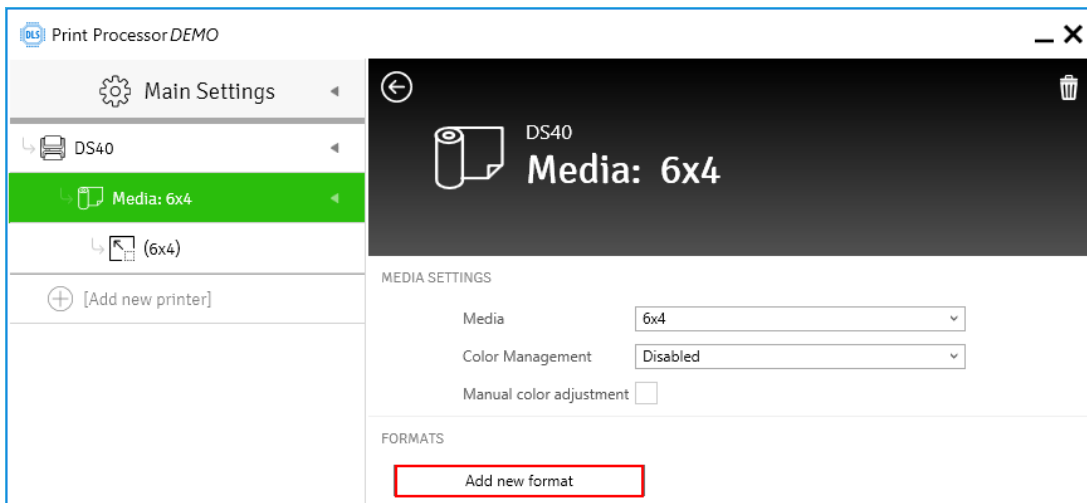 DLS Print Processor DEMO
Main Settings
DS40
Media: 6x4
(6x4)
[Add new printer]
DS40
Media: 6x4
MEDIA SETTINGS
Media 6x4
Color Management Disabled
Manual color adjustment
FORMATS
Add new format